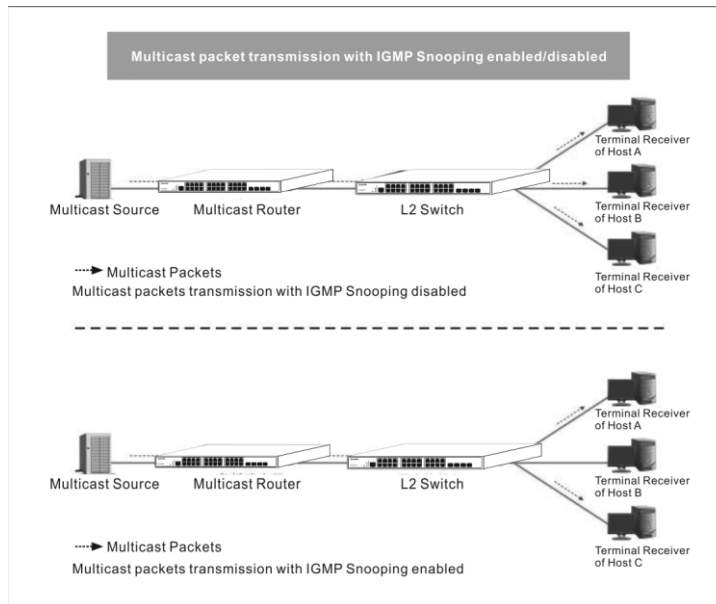 Multicast packet transmission with IGMP Snooping enabled/disabled
Terminal Receiver
of Host A
Terminal Receiver
of Host B
Terminal Receiver
of Host C
Multicast Source
Multicast Router
L2 Switch
Multicast Packets
Multicast packets transmission with IGMP Snooping disabled
Terminal Receiver
of Host A
Terminal Receiver
of Host B
Terminal Receiver
of Host C
Multicast Source
Multicast Router
L2 Switch
Multicast Packets
Multicast packets transmission with IGMP Snooping enabled